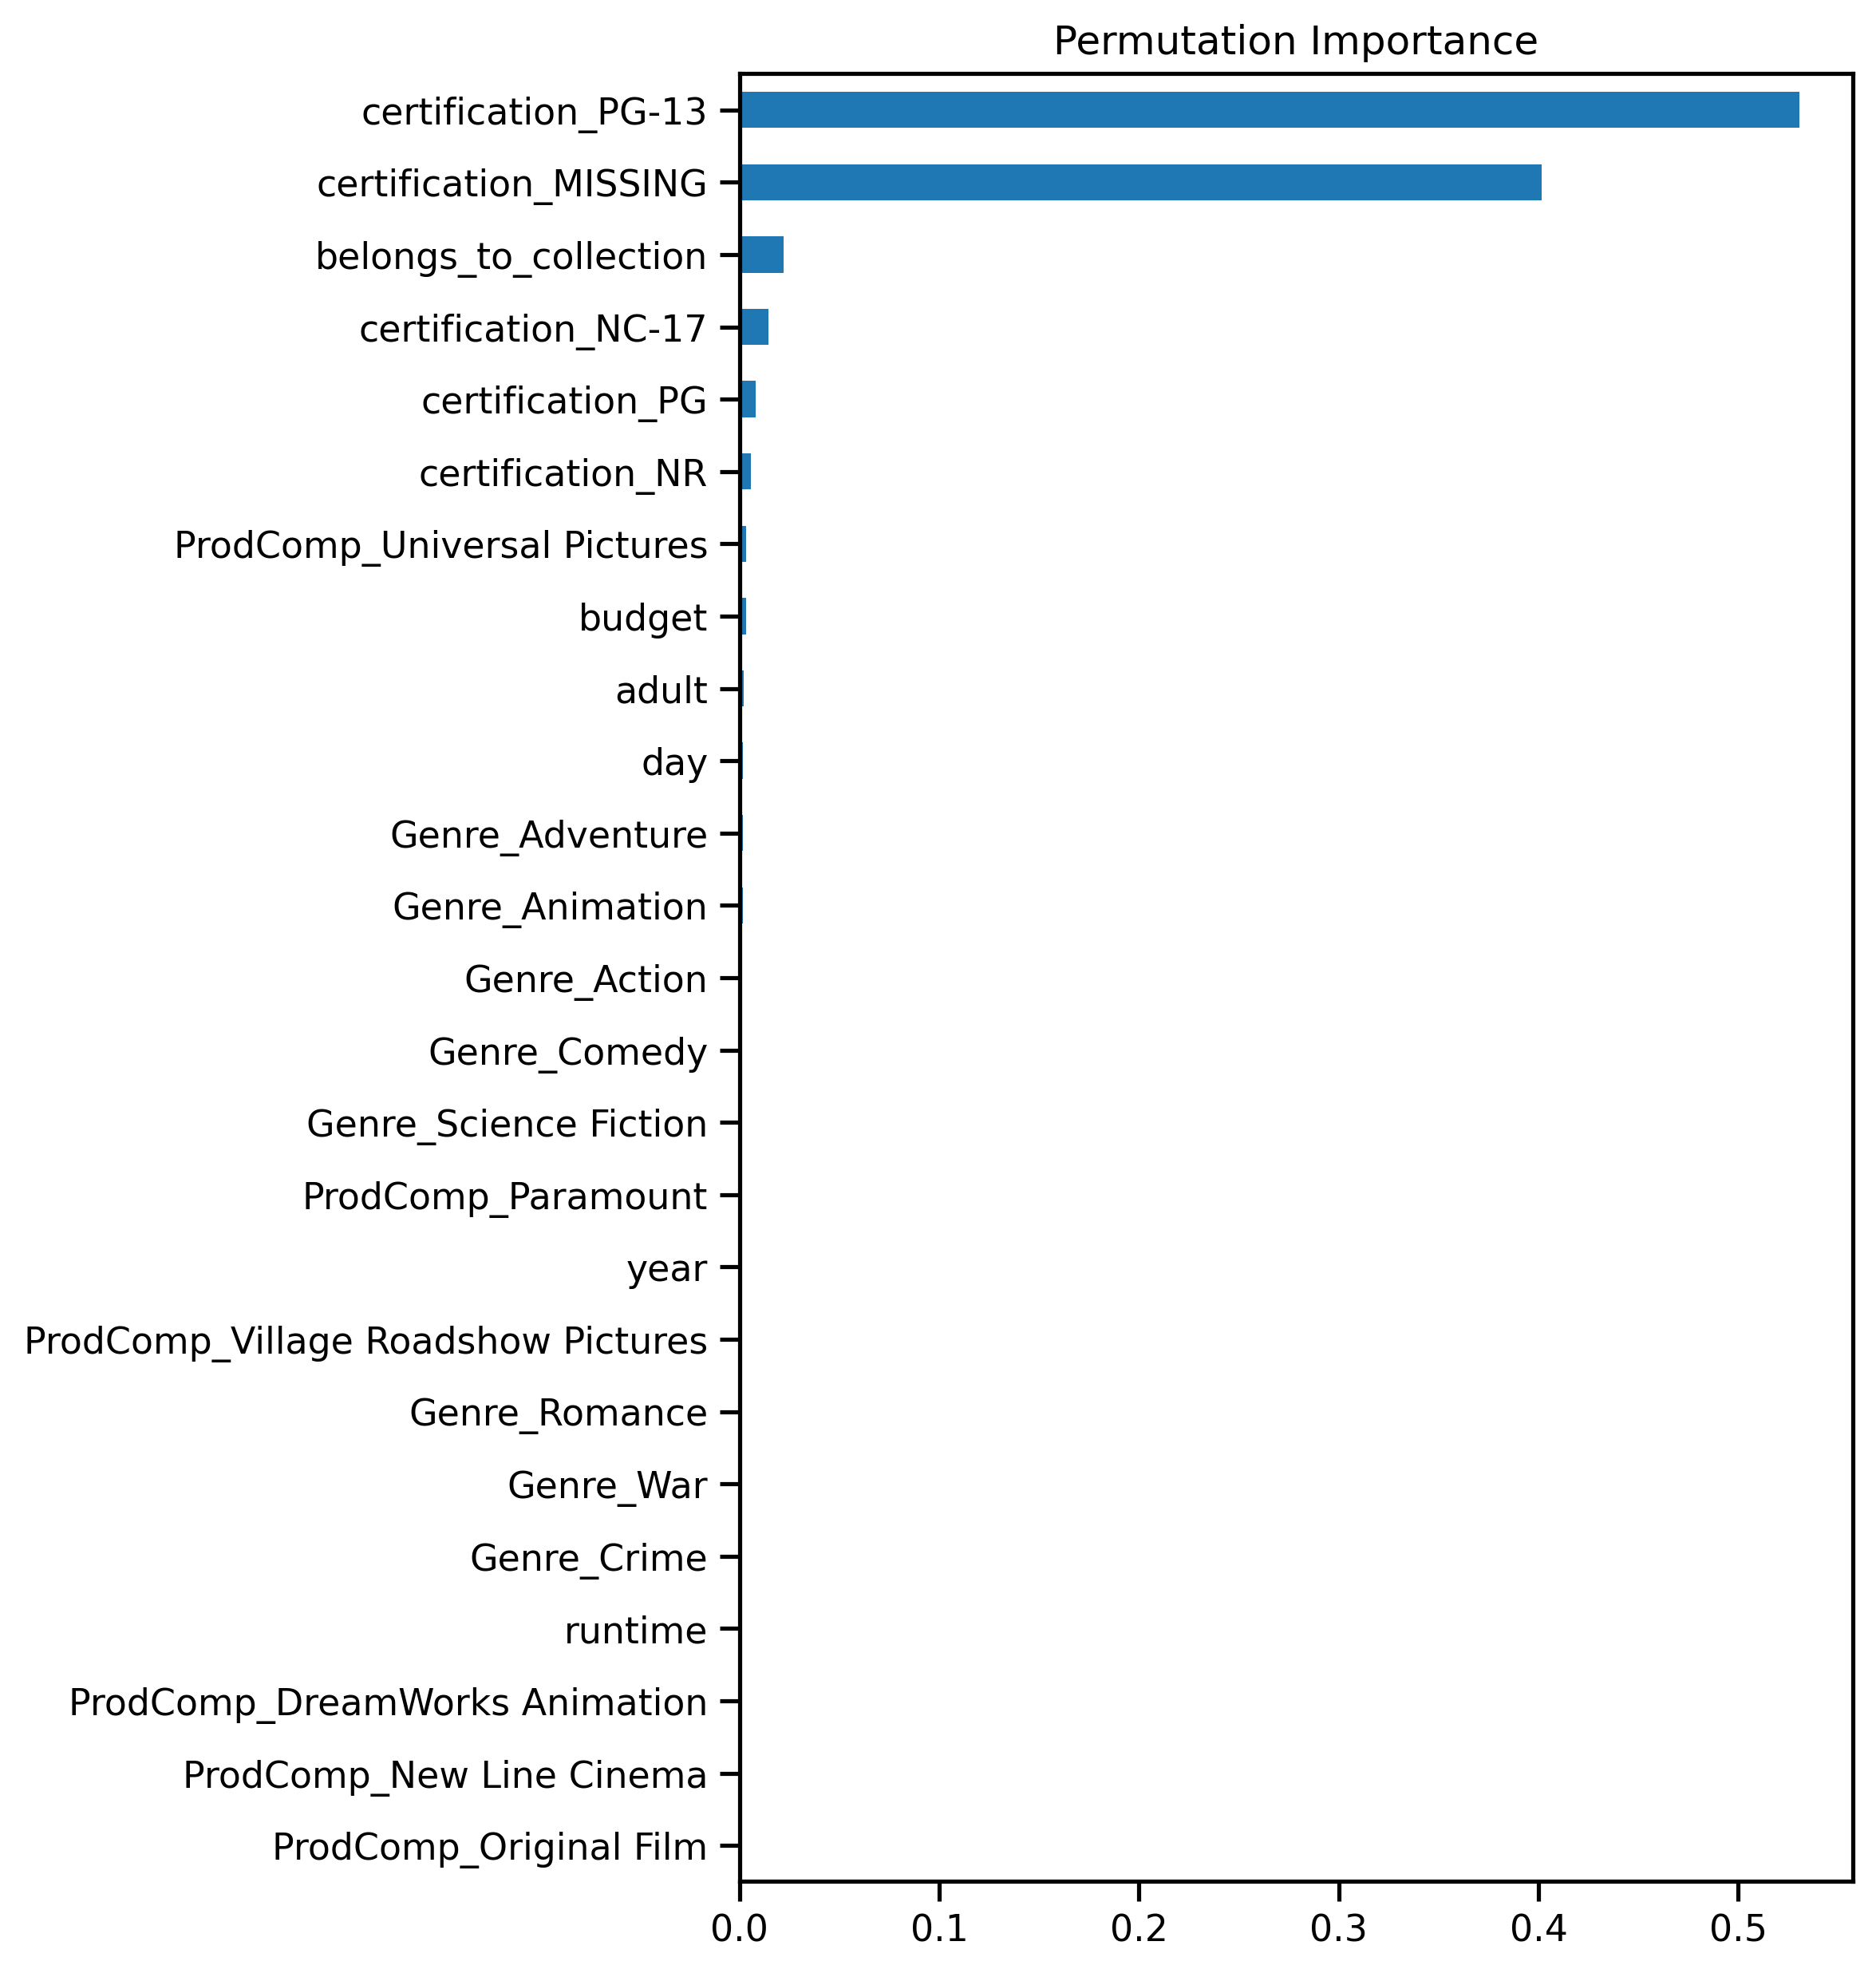 Permutation Importance
certification_PG-13
certification_MISSING
belongs_to_collection
certification_NC-17
certification_PG
certification_NR
ProdComp_Universal Pictures
budget
adult
day
Genre_Adventure
Genre_Animation
Genre_Action
Genre_Comedy
Genre_Science Fiction
ProdComp_Paramount
year
ProdComp_Village Roadshow Pictures
Genre_Romance
Genre_War
Genre_Crime
runtime
ProdComp_DreamWorks Animation
ProdComp_New Line Cinema
ProdComp_Original Film
0.0 0.1 0.2 0.3 0.4 0.5